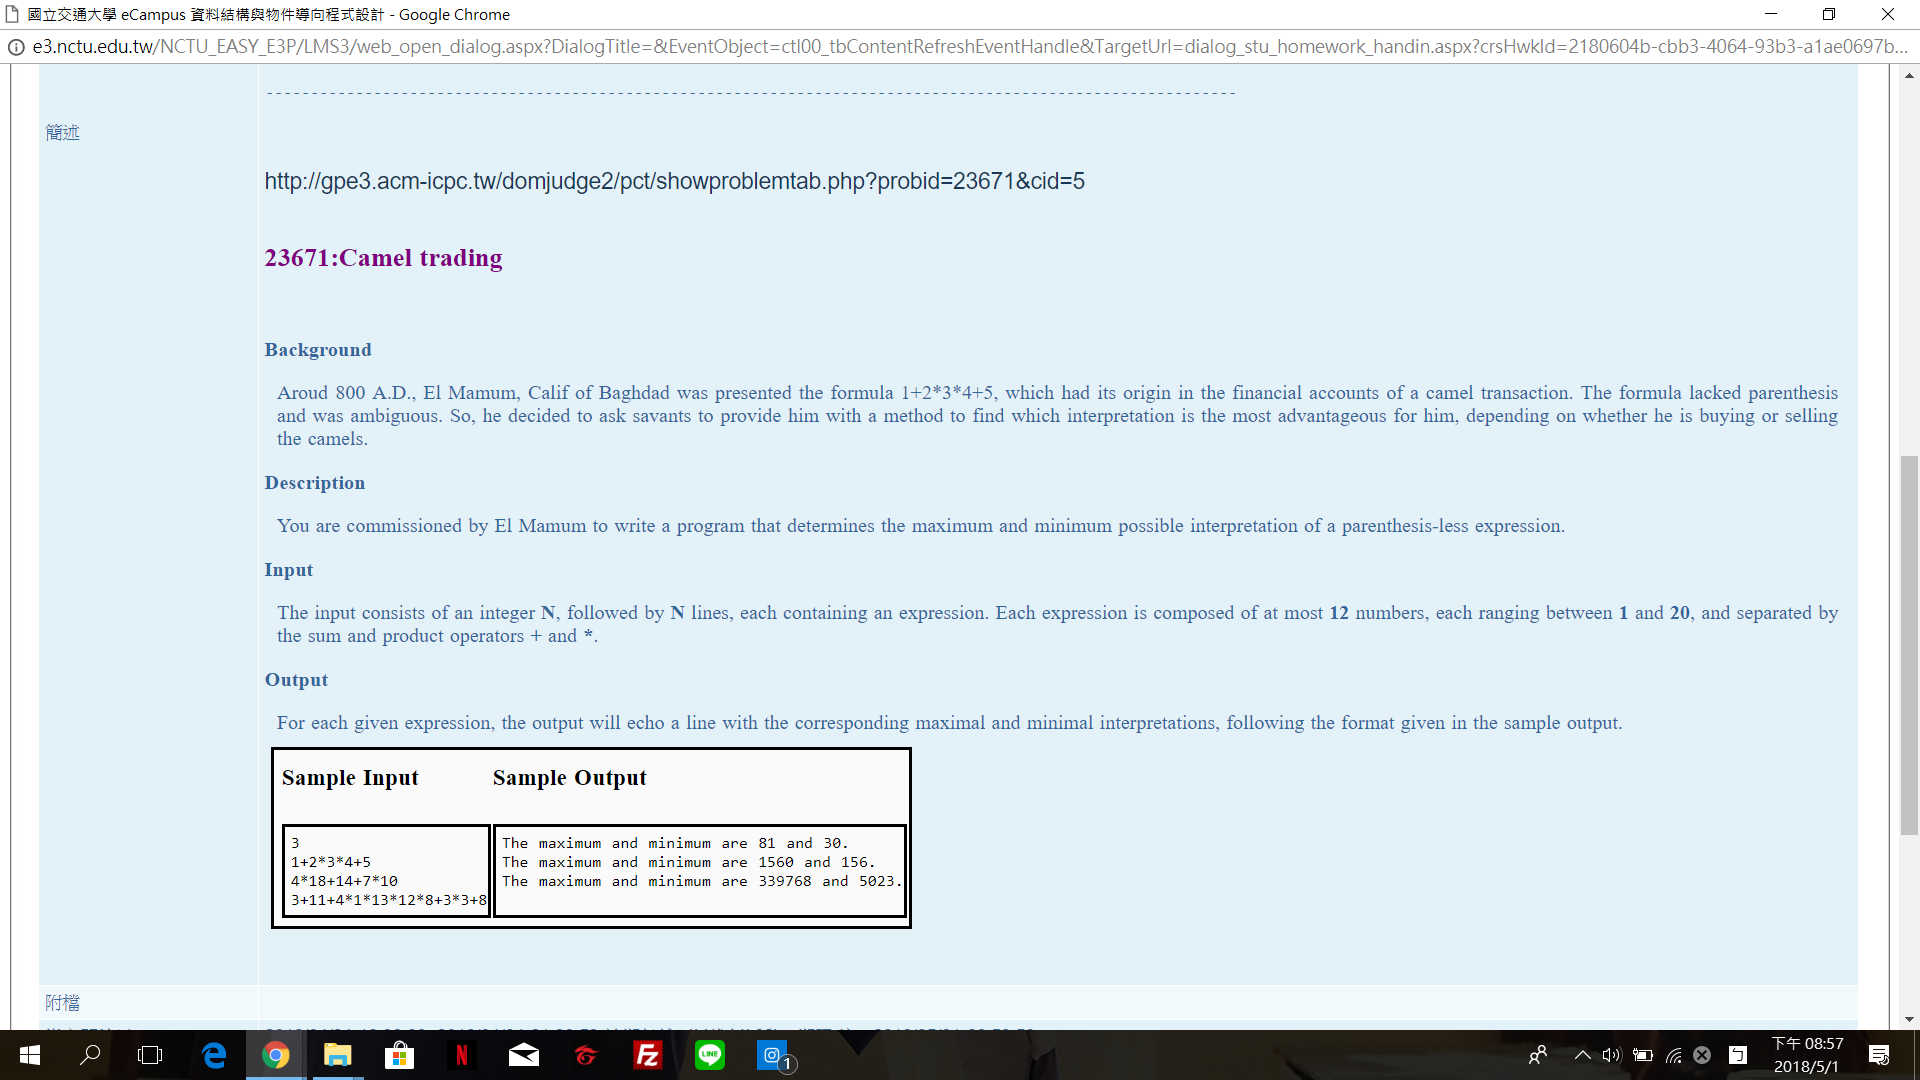 國立交通大學 eCampus 資料結構與物件導向程式設計 - Google Chrome
e3.nctu.edu.tw/NCTU_EASY_E3P/LMS3/web_open_dialog.aspx?DialogTitle=&EventObject=ctl00_tbContentRefreshEventHandle&TargetUrl=dialog_stu_homework_handin.aspx?crsHwkId=2180604b-cbb3-4064-93b3-a1ae0697b...
簡述
http://gpe3.acm-icpc.tw/domjudge2/pct/showproblemtab.php?probid=23671&cid=5
23671:Camel trading
Background
Aroud 800 A.D., El Mamum, Calif of Baghdad was presented the formula 1+2*3*4+5, which had its origin in the financial accounts of a camel transaction. The formula lacked parenthesis
and was ambiguous. So, he decided to ask savants to provide him with a method to find which interpretation is the most advantageous for him, depending on whether he is buying or selling
the camels.
Description
You are commissioned by El Mamum to write a program that determines the maximum and minimum possible interpretation of a parenthesis-less expression.
Input
The input consists of an integer N, followed by N lines, each containing an expression. Each expression is composed of at most 12 numbers, each ranging between 1 and 20, and separated by
the sum and product operators + and *.
Output
For each given expression, the output will echo a line with the corresponding maximal and minimal interpretations, following the format given in the sample output.
Sample Input Sample Output
3
1+2*3*4+5
4*18+14+7*10
3+11+4*1*13*12*8+3*3+8
The maximum and minimum are 81 and 30.
The maximum and minimum are 1560 and 156.
The maximum and minimum are 339768 and 5023.
附檔
LINE
1
下午 08:57
2018/5/1